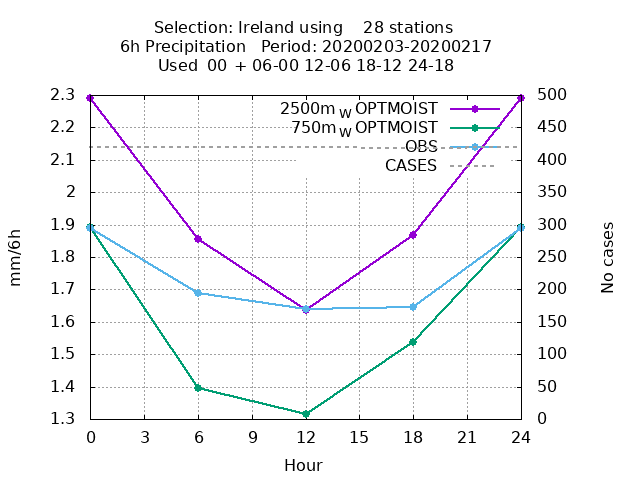 Selection: Ireland using    28 stations
6h Precipitation   Period: 20200203-20200217
Used  00 + 06-00 12-06 18-12 24-18
2.3
2.2
2.1
2
1.9
1.8
1.7
1.6
1.5
1.4
1.3
mm/6h
2500m W OPTMOIST
750m W OPTMOIST
OBS
CASES
500
450
400
350
300
250
200
150
100
50
0
No cases
0 3 6 9 12 15 18 21 24
Hour